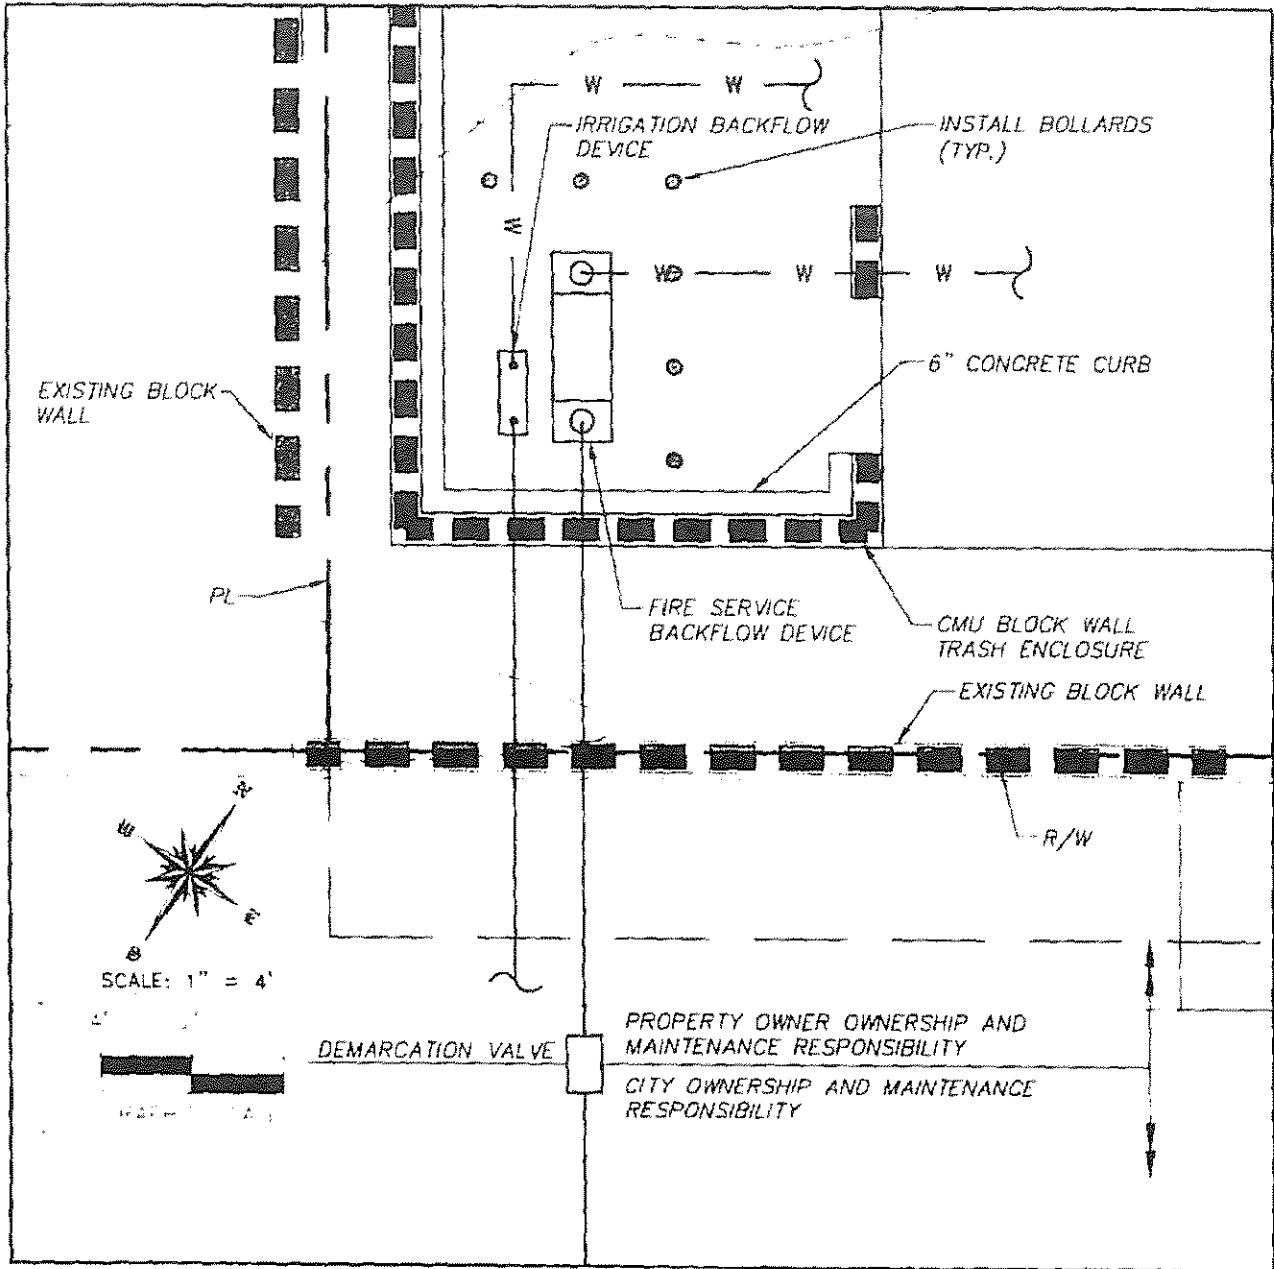 W
W
IRRIGATION BACKFLOW
DEVICE
INSTALL BOLLARDS
(TYP.)
W
W
W
W
EXISTING BLOCK
WALL
6" CONCRETE CURB
PL
FIRE SERVICE
BACKFLOW DEVICE
CMU BLOCK WALL
TRASH ENCLOSURE
EXISTING BLOCK WALL
R/W
N
W
E
S
SCALE: 1" = 4'
DEMARCATION VALVE
PROPERTY OWNER OWNERSHIP AND
MAINTENANCE RESPONSIBILITY
CITY OWNERSHIP AND MAINTENANCE
RESPONSIBILITY